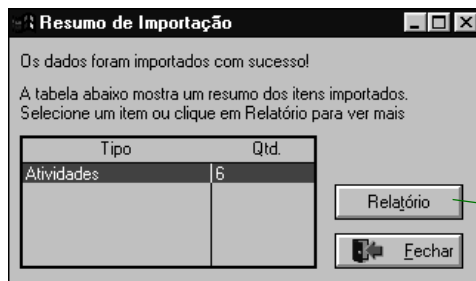 Resumo de Importação
Os dados foram importados com sucesso!
A tabela abaixo mostra um resumo dos itens importados.
Selecione um item ou clique em Relatório para ver mais
Tipo Qtd.
Atividades 6
Relatório
Fechar